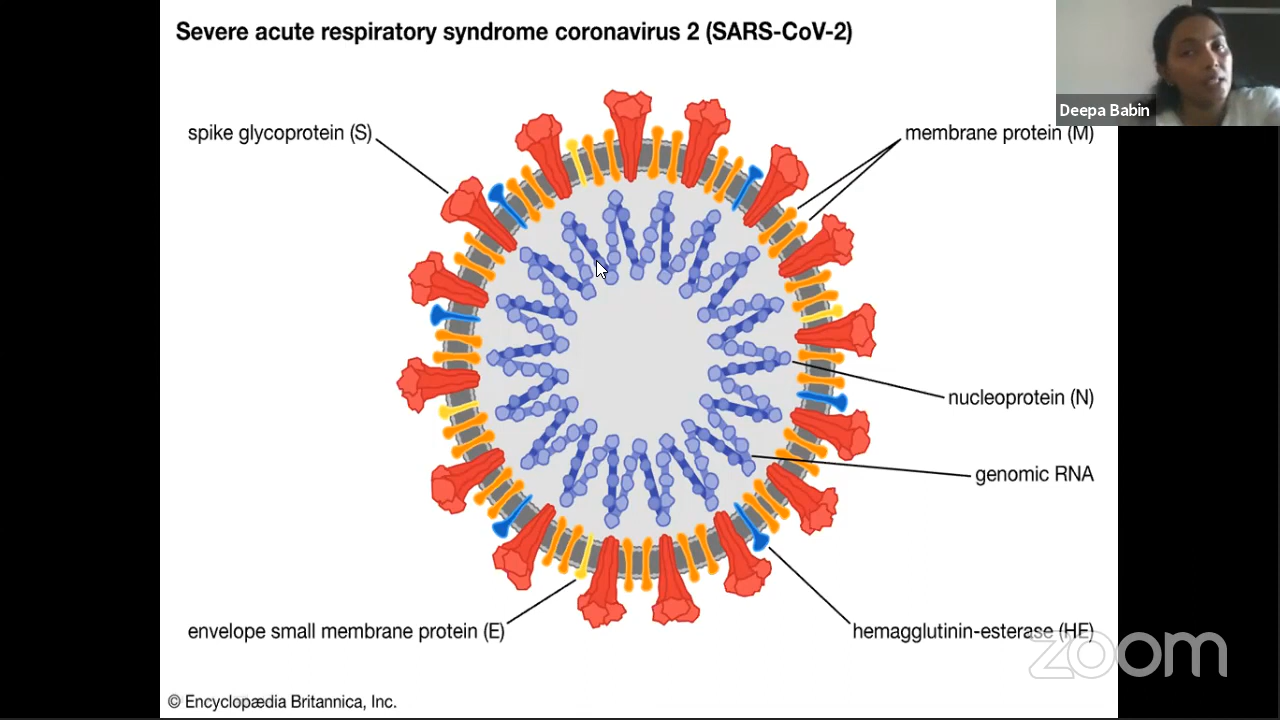 Severe acute respiratory syndrome coronavirus 2 (SARS-CoV-2)
Deepa Babin
spike glycoprotein (S)
membrane protein (M)
nucleoprotein (N)
genomic RNA
envelope small membrane protein (E)
hemagglutinin-esterase (HE)
zoom
© Encyclopædia Britannica, Inc.